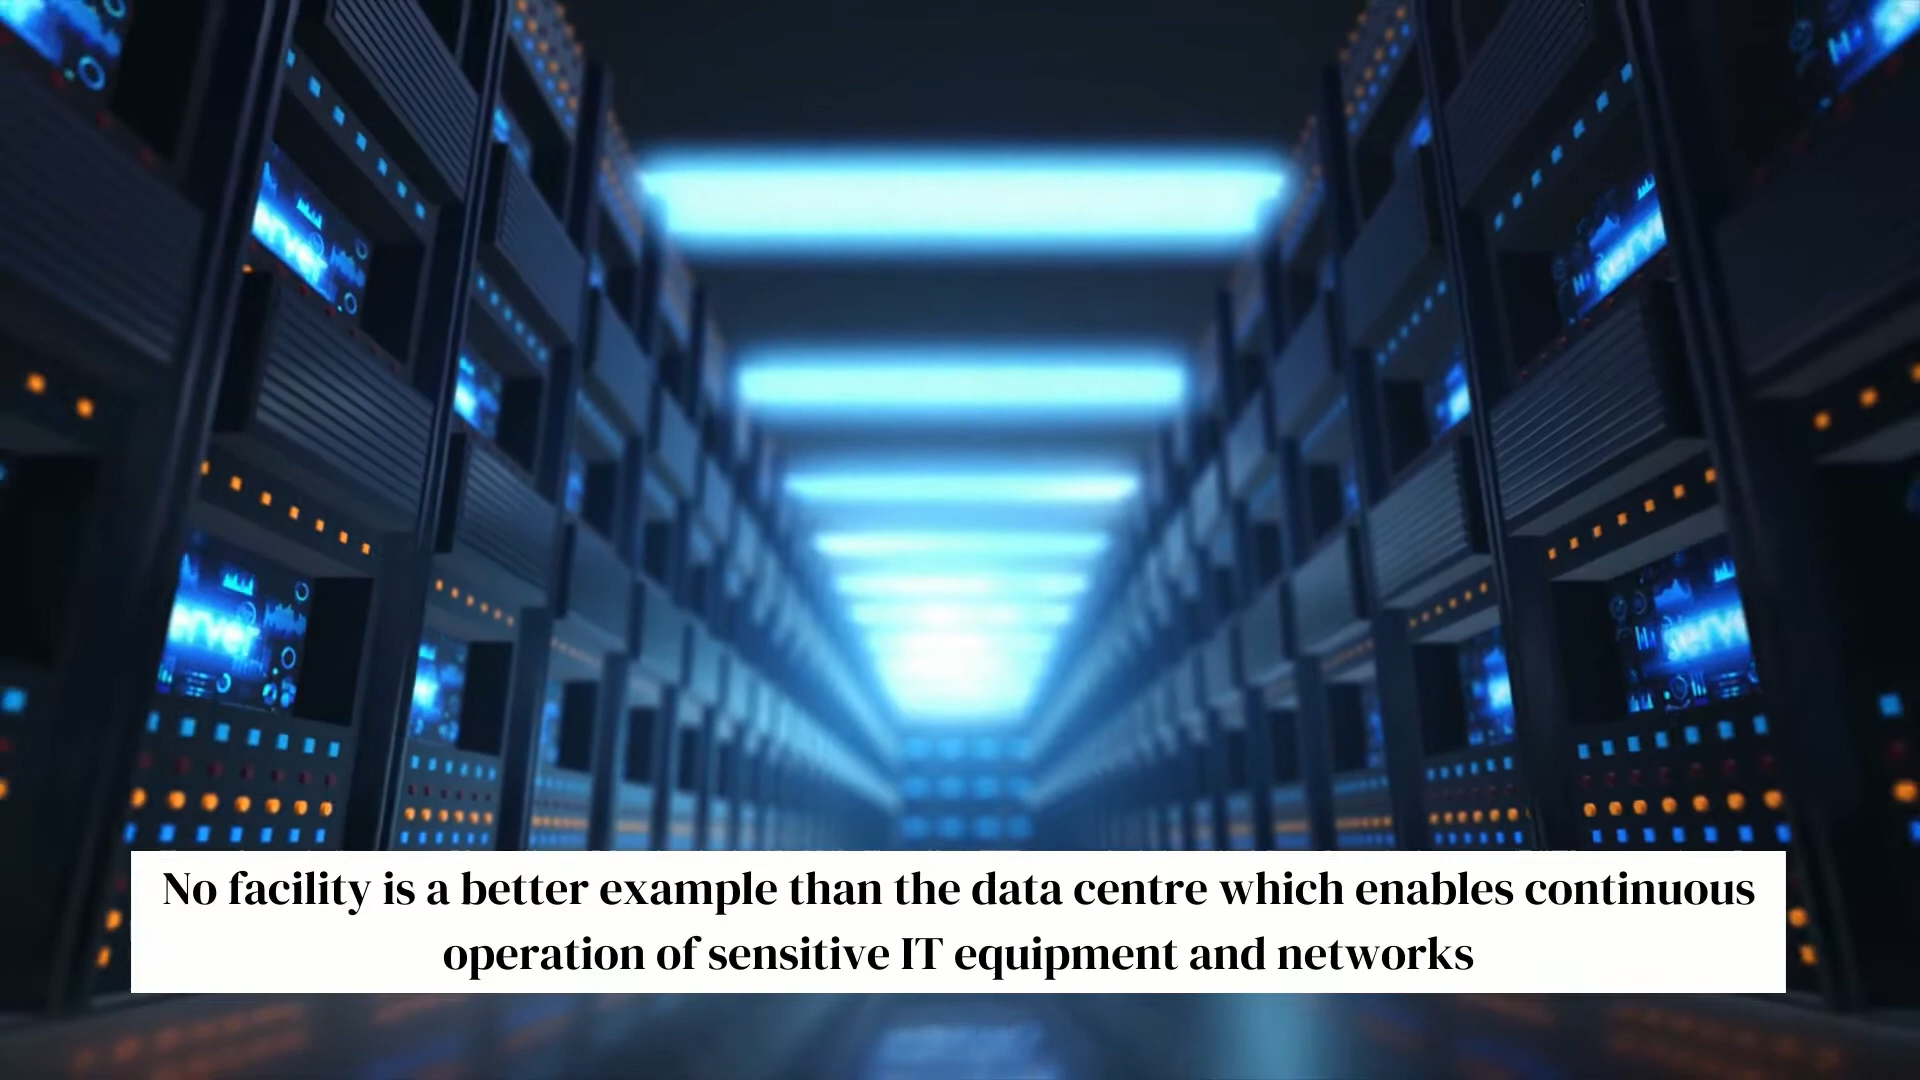 No facility is a better example than the data centre which enables continuous
operation of sensitive IT equipment and networks